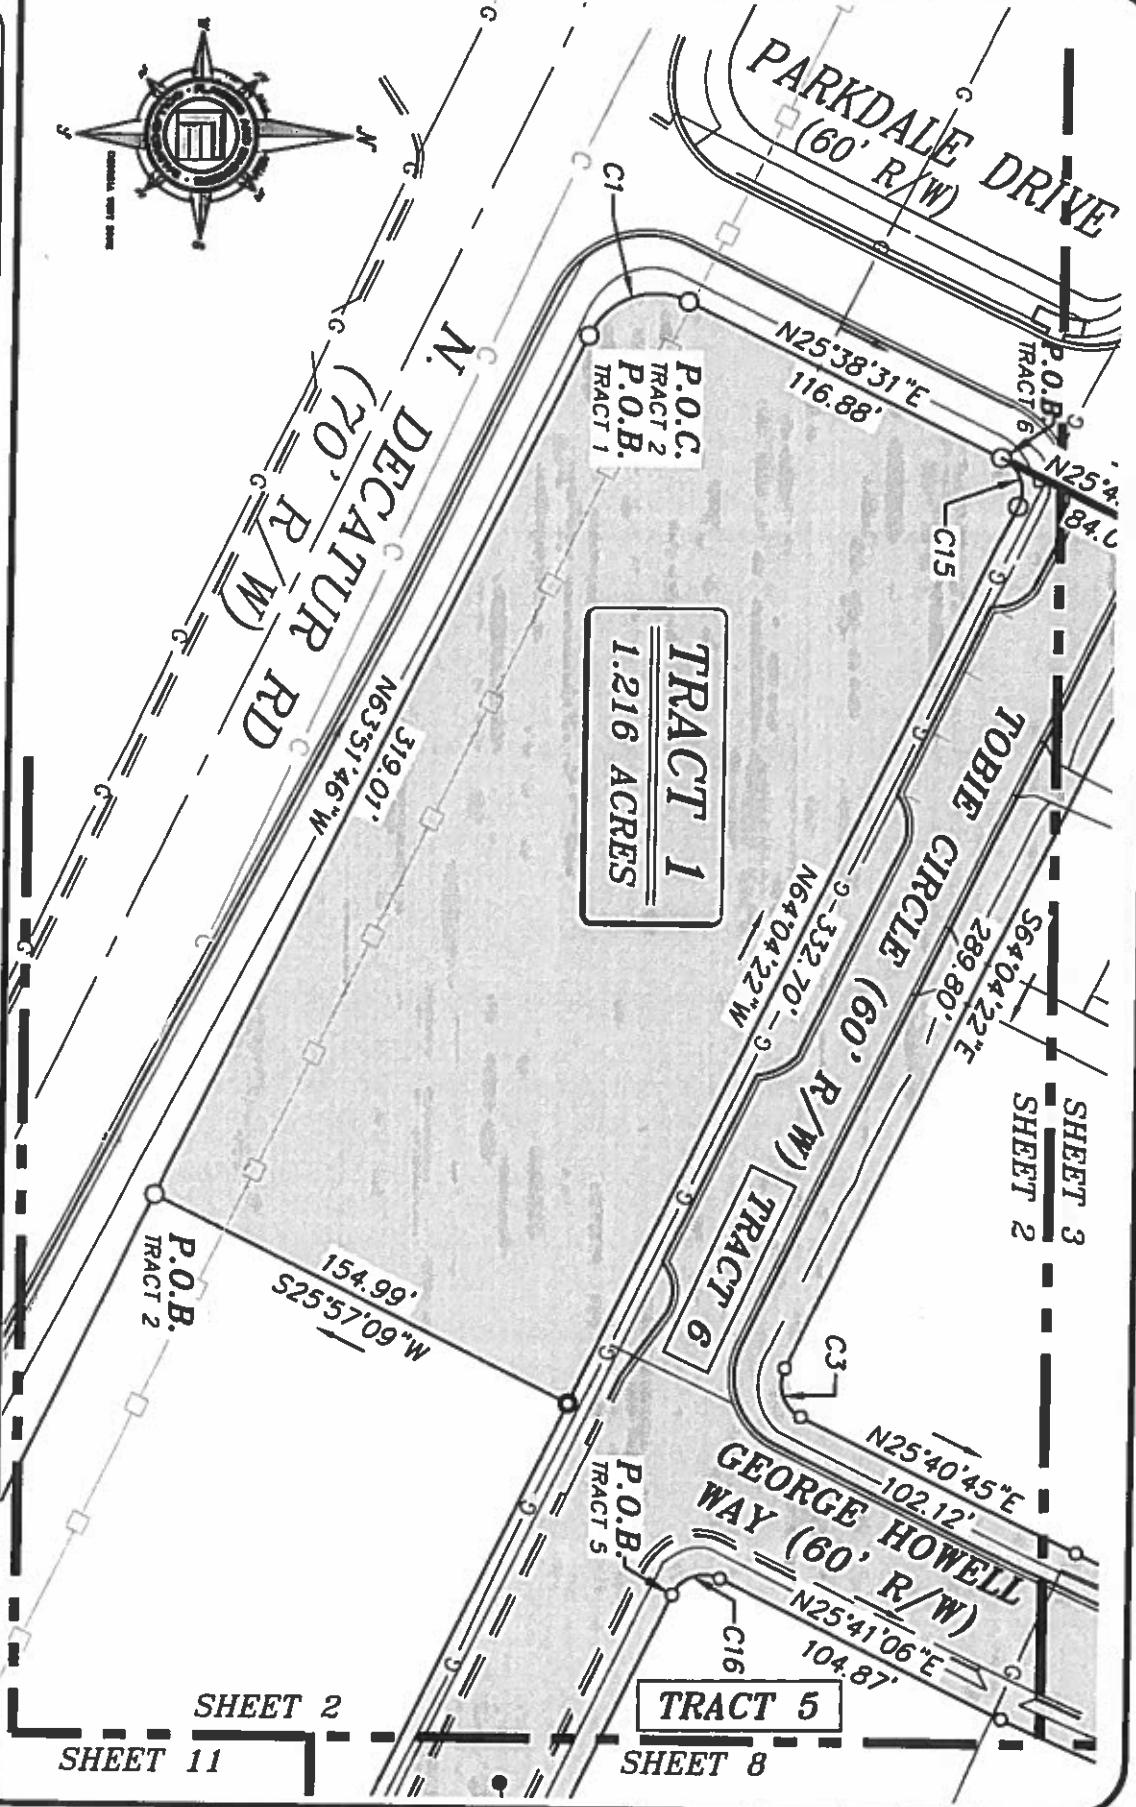 PARKDALE DRIVE
(60' R/W)
C1
N25°38'31"E
116.88'
P.O.B.
TRACT 6
N25°4
84.0
C15
P.O.C.
TRACT 2
P.O.B.
TRACT 1
N. DECATUR RD
(70' R/W)
N63°51'46"W
319.01'
TRACT 1
1.216 ACRES
TOBIE CIRCLE (60' R/W)
N64°04'22"W
332.70'
S64°04'22"E
289.80'
SHEET 3
SHEET 2
TRACT 6
154.99'
S25°57'09"W
P.O.B.
TRACT 2
C3
N25°40'45"E
102.12'
GEORGE HOWELL
WAY (60' R/W)
P.O.B.
TRACT 5
N25°41'06"E
104.87'
C16
TRACT 5
SHEET 2
SHEET 11
SHEET 8
N